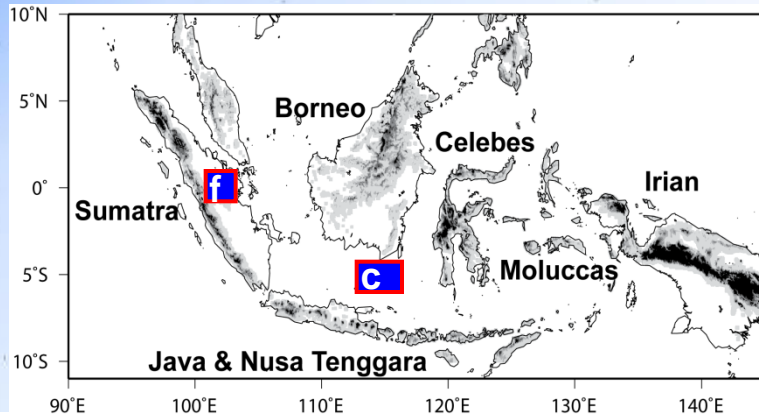 10°N
5°N
Borneo
Celebes
0°
f
Irian
Sumatra
Moluccas
5°S
C
10°S
Java & Nusa Tenggara
90°E 100°E 110°E 120°E 130°E 140°E